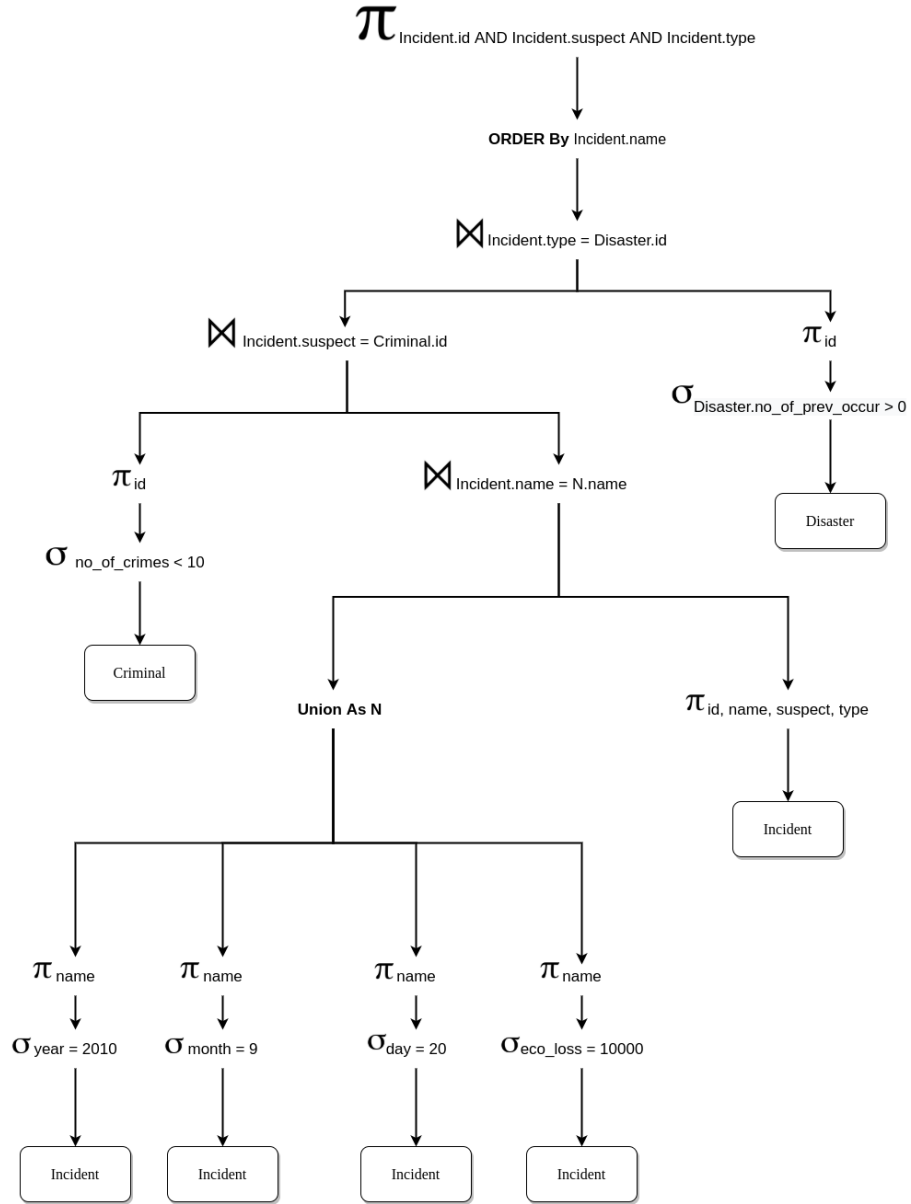 π Incident.id AND Incident.suspect AND Incident.type
ORDER By Incident.name
⋈ Incident.type = Disaster.id
⋈ Incident.suspect = Criminal.id
π id
σ Disaster.no_of_prev_occur > 0
π id
⋈ Incident.name = N.name
Disaster
σ no_of_crimes < 10
Criminal
Union As N
π id, name, suspect, type
Incident
π name
π name
π name
π name
σ year = 2010
σ month = 9
σ day = 20
σ eco_loss = 10000
Incident
Incident
Incident
Incident